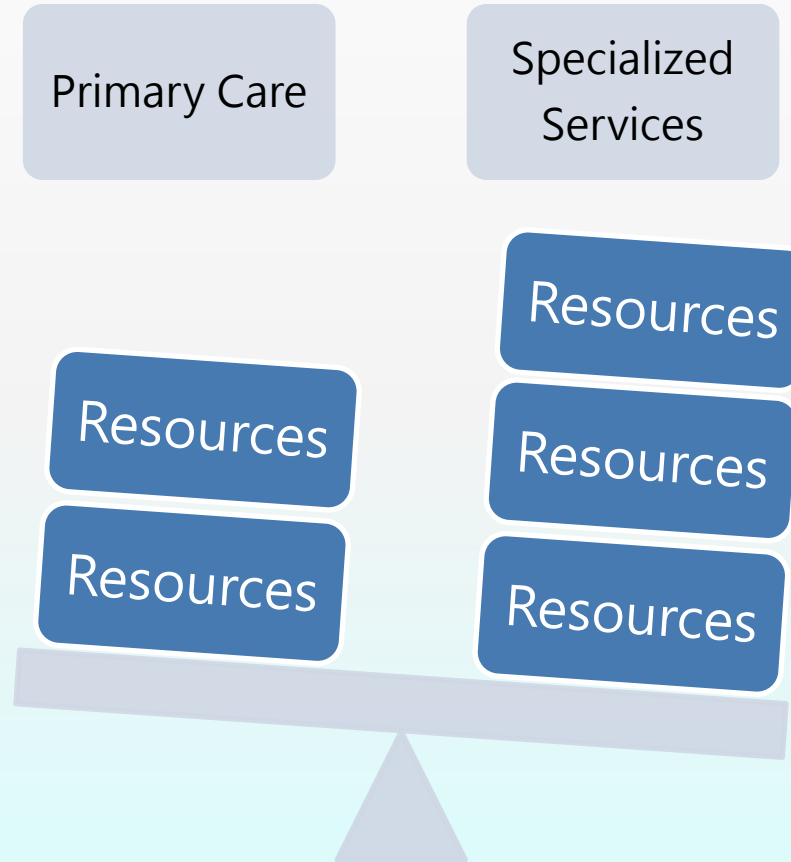 Primary Care
Specialized
Services
Resources
Resources
Resources
Resources
Resources